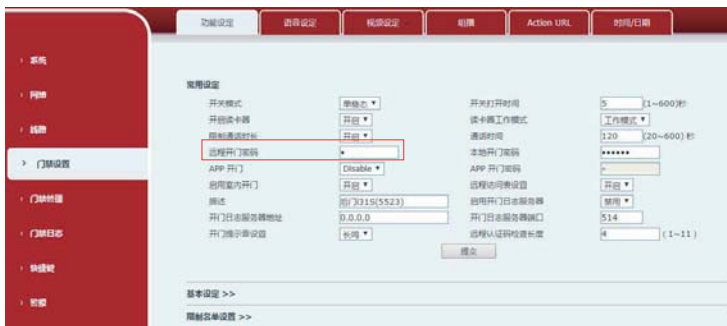 功能设定 语音设定 视频设定 组播 Action URL 时间/日期
› 系统
› 网络
› 线路
› 门禁设置
› 门禁管理
› 门禁日志
› 快捷键
常用设定
开关模式 单稳态 开关打开时间 5 (1~600)秒
开启读卡器 开启 读卡器工作模式 工作模式
限制通话时长 开启 通话时间 120 (20~600) 秒
远程开门密码 • 本地开门密码 ••••••
APP 开门 Disable APP 开门密码
启用室内开门 开启 远程访问表设置 开启
描述 后门i31S(5523) 启用开门日志服务器 禁用
开门日志服务器地址 0.0.0.0 开门日志服务器端口 514
开门提示音设置 长鸣 远程认证码检查长度 4 (1~11)
提交
基本设定 >>
限制名单设置 >>